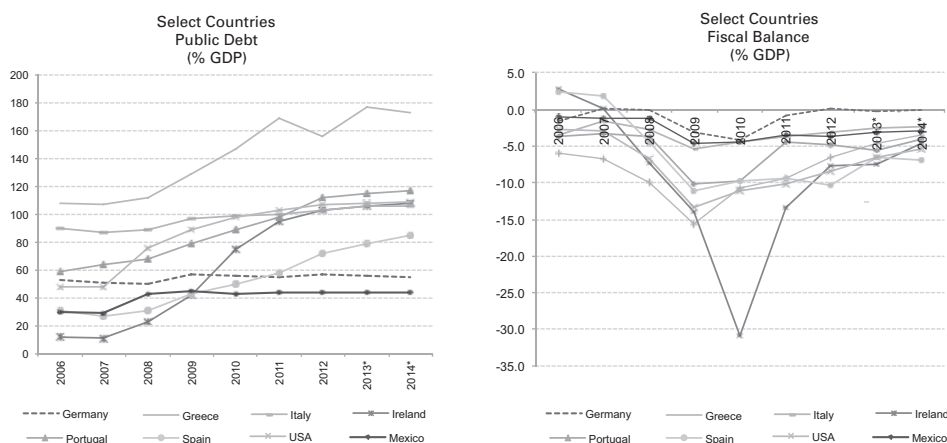 Select Countries
Public Debt
(% GDP)
200
180
160
140
120
100
80
60
40
20
0
2006
2007
2008
2009
2010
2011
2012
2013*
2014*
Germany
Greece
Italy
Ireland
Portugal
Spain
USA
Mexico
Select Countries
Fiscal Balance
(% GDP)
5.0
0.0
-5.0
-10.0
-15.0
-20.0
-25.0
-30.0
-35.0
2006
2007
2008
2009
2010
2011
2012
2013*
2014*
Germany
Greece
Italy
Ireland
Portugal
Spain
USA
Mexico